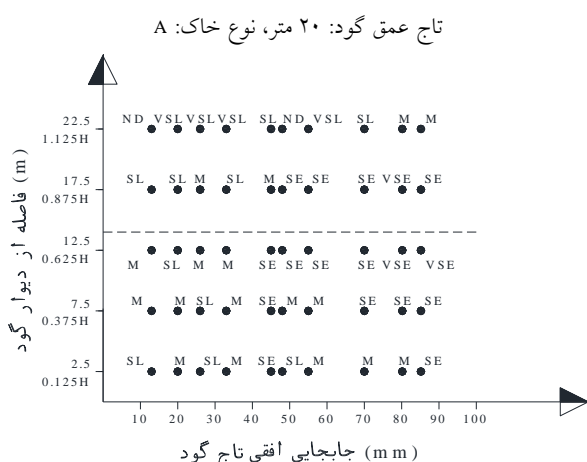 تاج عمق گود: ۲۰ متر، نوع خاک: A
فاصله از دیوار گود (m)
22.5 ND VSL VSL VSL SL ND VSL SL M M
1.125H
17.5 SL SL M SL M SE SE SE VSE SE
0.875H
12.5
0.625H M SL M M SE SE SE SE VSE VSE
7.5 M M SL M SE M M SE SE SE
0.375H
2.5 SL M SL M SE SL M M M SE
0.125H
10 20 30 40 50 60 70 80 90 100
جابجایی افقی تاج گود (mm)